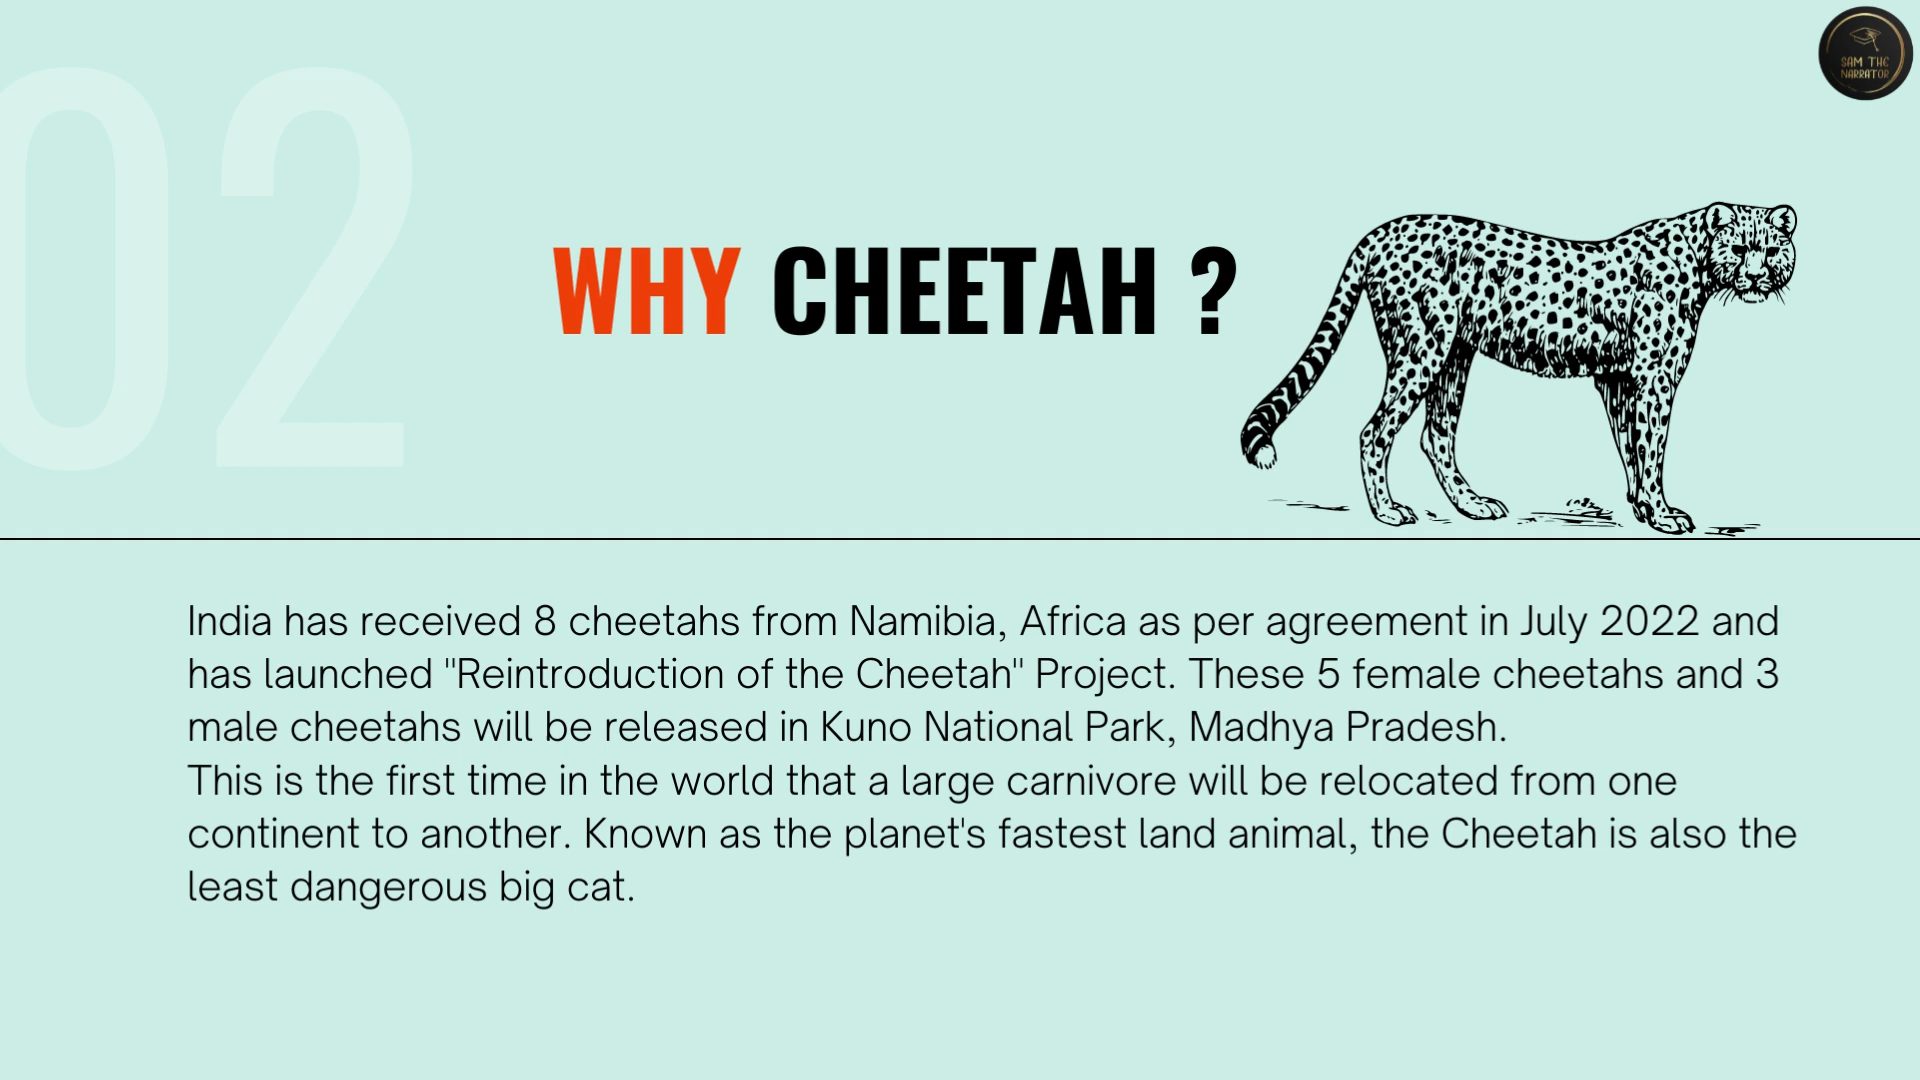 02
SAM THE
NARRATOR
WHY CHEETAH ?
India has received 8 cheetahs from Namibia, Africa as per agreement in July 2022 and
has launched "Reintroduction of the Cheetah" Project. These 5 female cheetahs and 3
male cheetahs will be released in Kuno National Park, Madhya Pradesh.
This is the first time in the world that a large carnivore will be relocated from one
continent to another. Known as the planet's fastest land animal, the Cheetah is also the
least dangerous big cat.